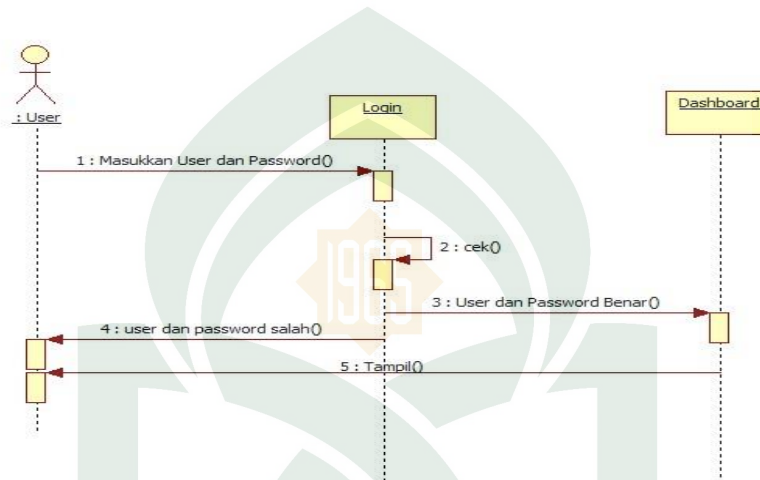 : User
Login
Dashboard
1 : Masukkan User dan Password()
2 : cek()
3 : User dan Password Benar()
4 : user dan password salah()
5 : Tampil()
1965